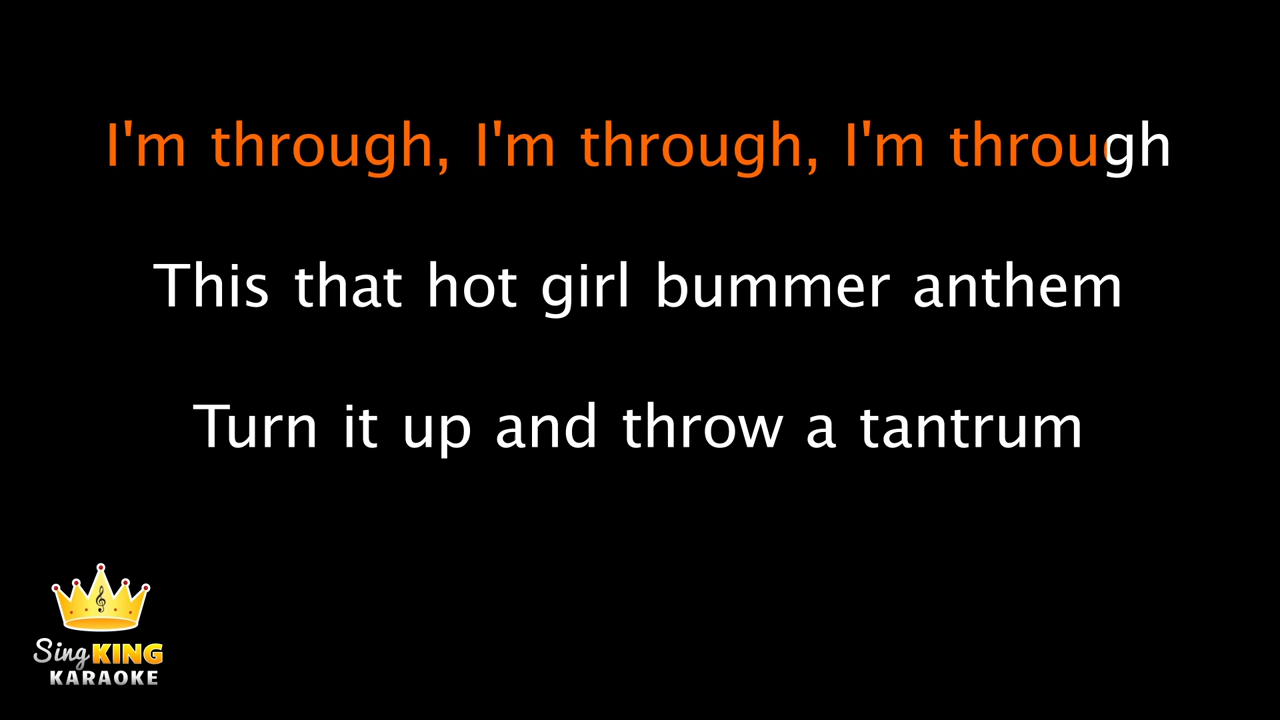 I'm through, I'm through, I'm through
This that hot girl bummer anthem
Turn it up and throw a tantrum
Sing KING
KARAOKE